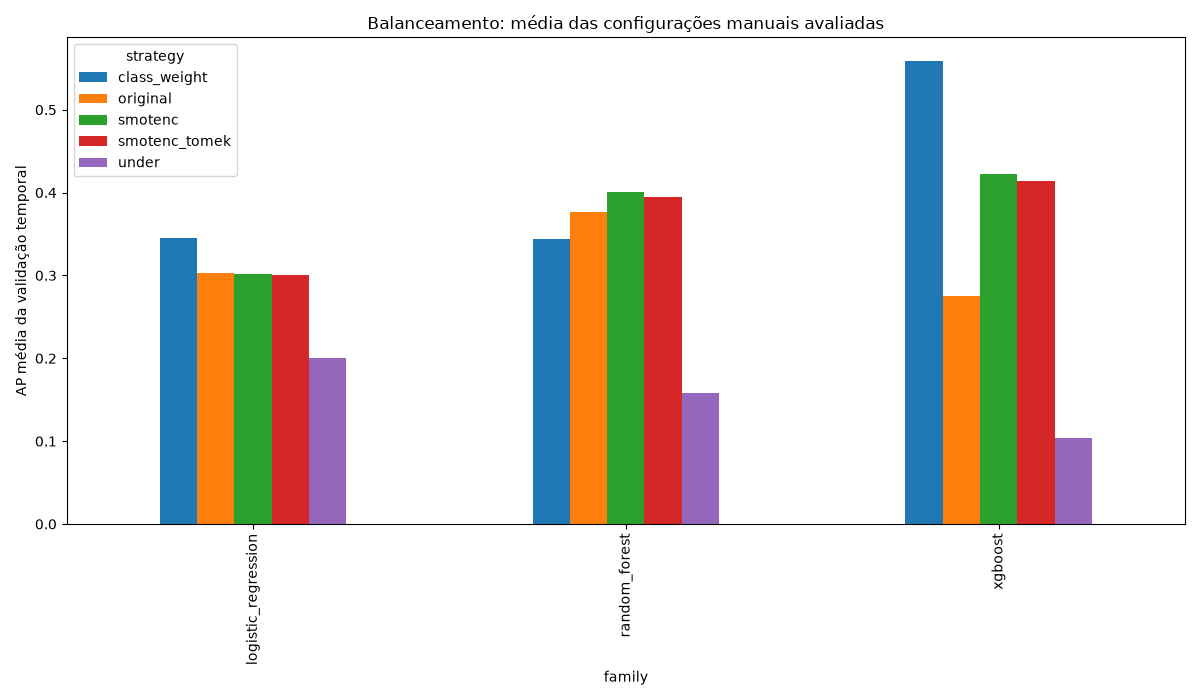 Balanceamento: média das configurações manuais avaliadas
strategy
class_weight
original
smotenc
smotenc_tomek
under
AP média da validação temporal
0.5
0.4
0.3
0.2
0.1
0.0
logistic_regression
random_forest
xgboost
family